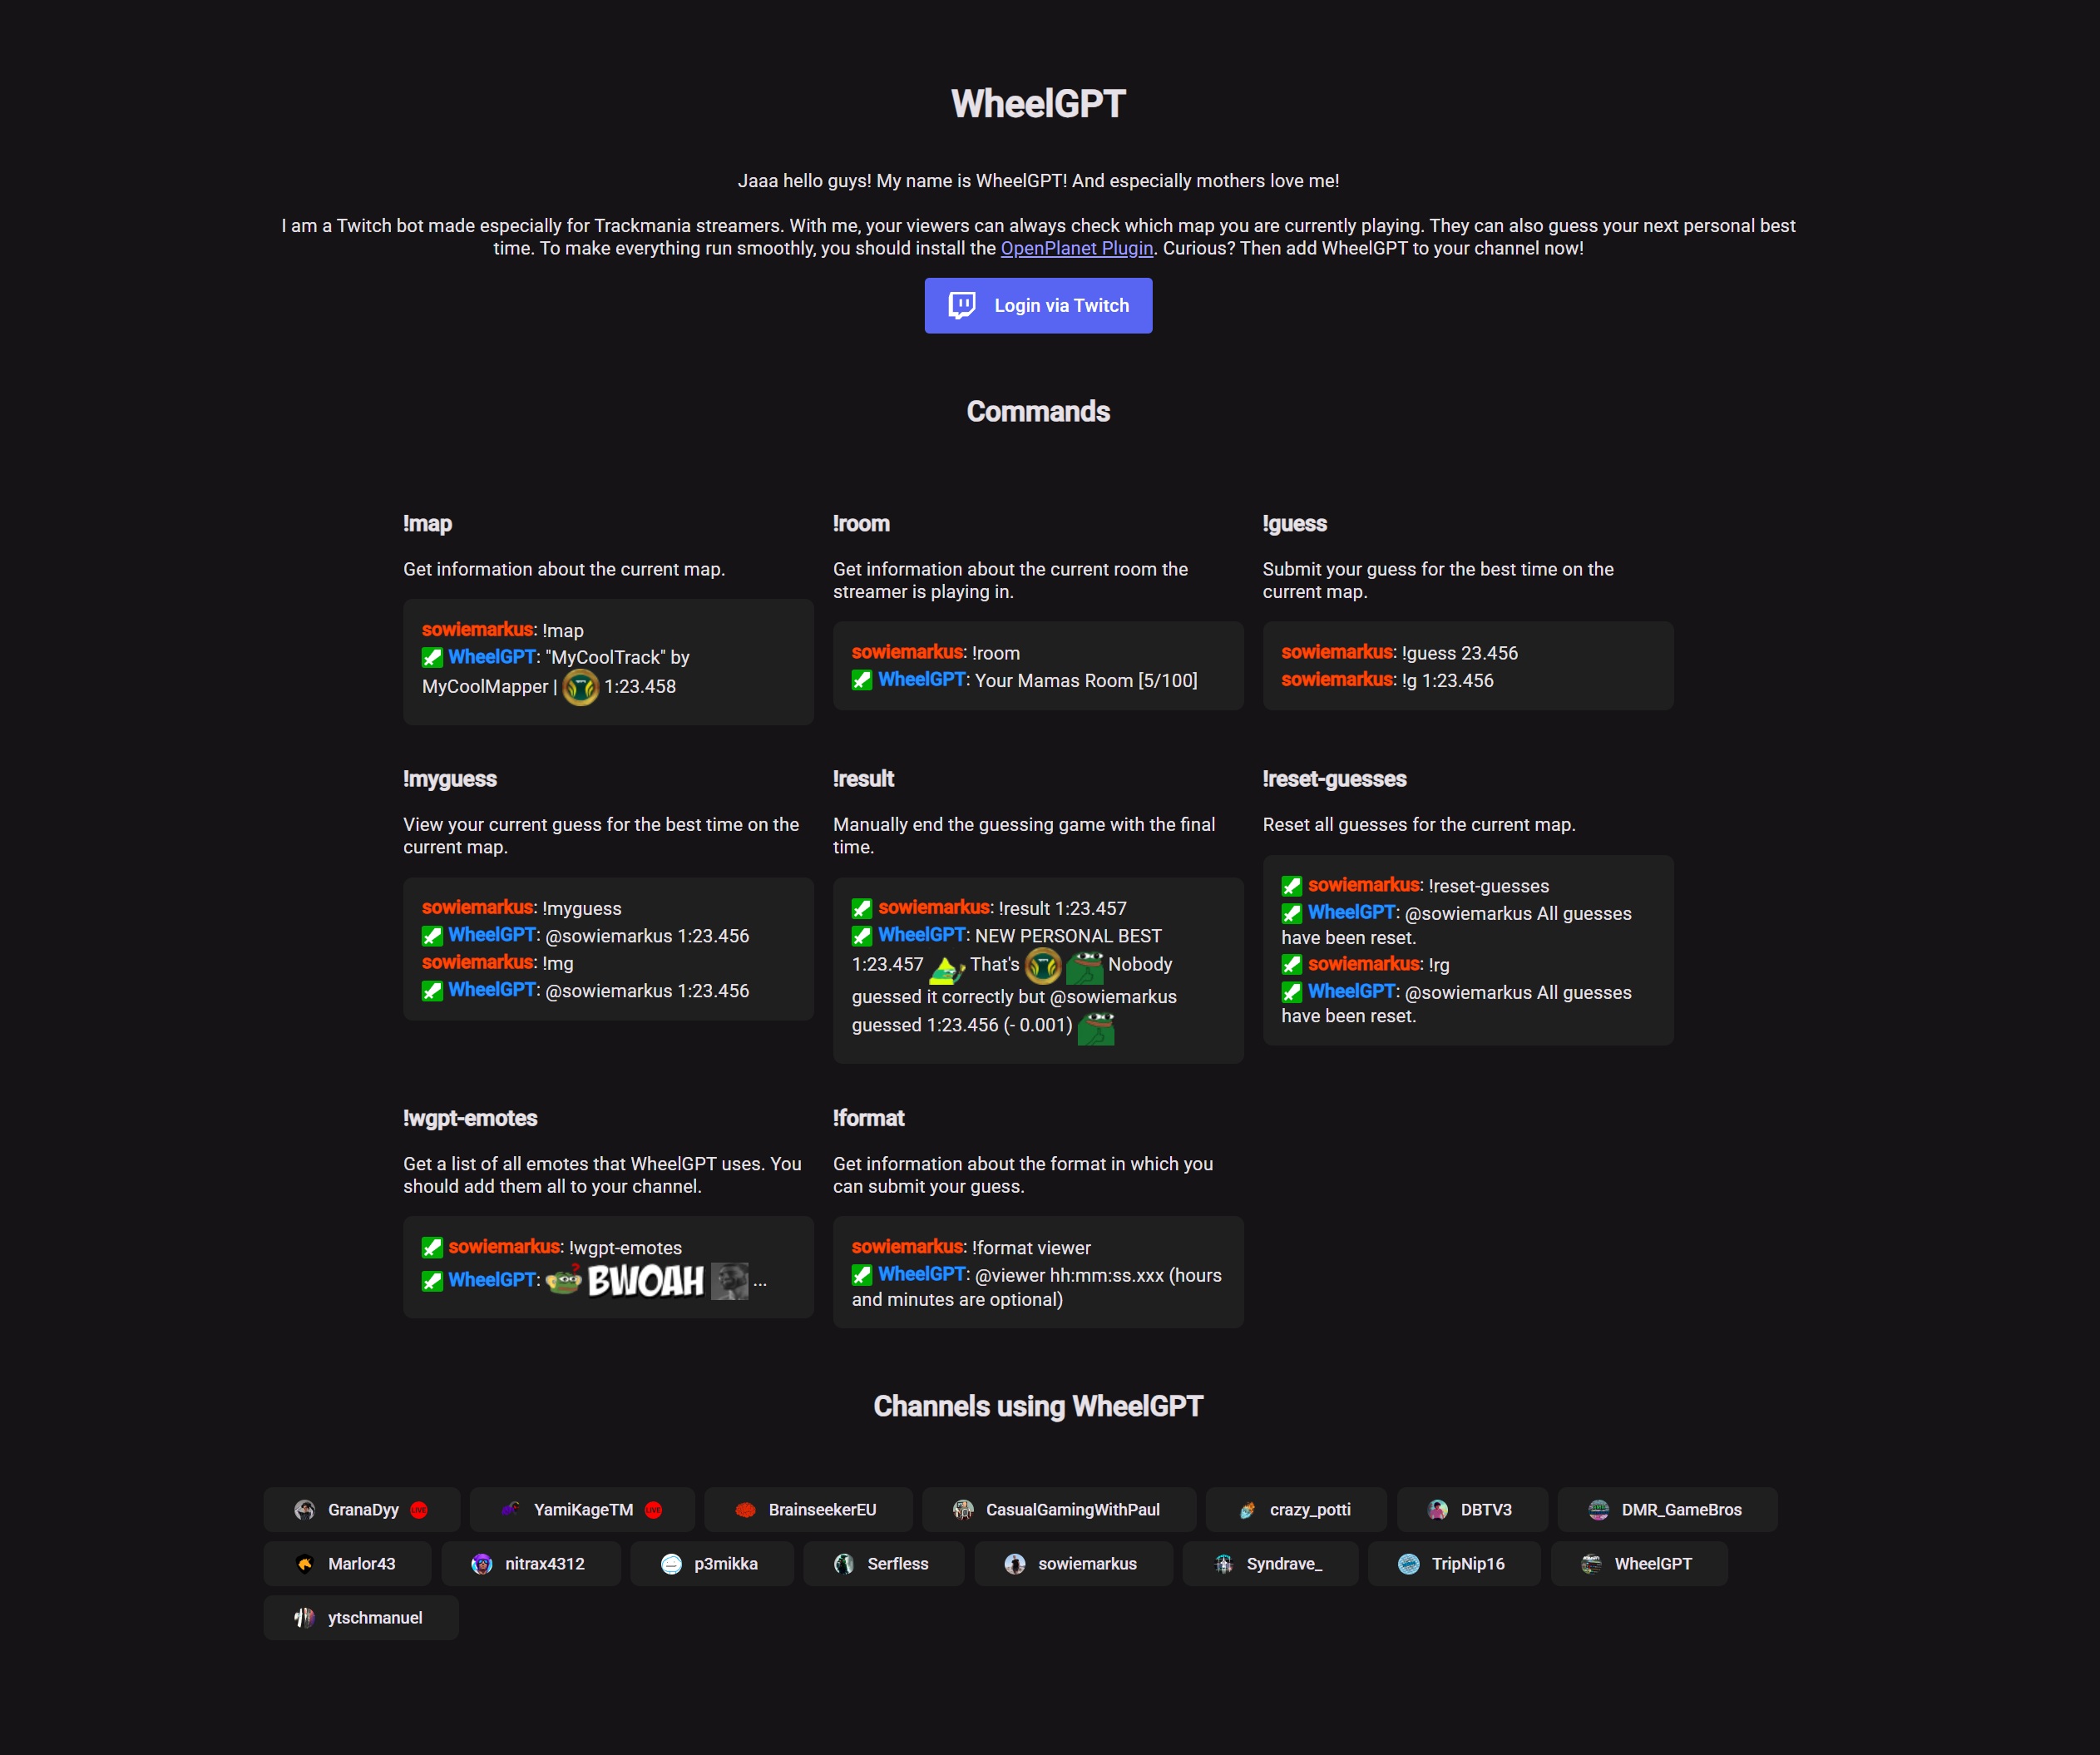 WheelGPT
Jaaa hello guys! My name is WheelGPT! And especially mothers love me!
I am a Twitch bot made especially for Trackmania streamers. With me, your viewers can always check which map you are currently playing. They can also guess your next personal best
time. To make everything run smoothly, you should install the OpenPlanet Plugin. Curious? Then add WheelGPT to your channel now!
Login via Twitch
Commands
!map
Get information about the current map.
sowiemarkus: !map
WheelGPT: "MyCoolTrack" by
MyCoolMapper | 1:23.458
!room
Get information about the current room the
streamer is playing in.
sowiemarkus: !room
WheelGPT: Your Mamas Room [5/100]
!guess
Submit your guess for the best time on the
current map.
sowiemarkus: !guess 23.456
sowiemarkus: !g 1:23.456
!myguess
View your current guess for the best time on the
current map.
sowiemarkus: !myguess
WheelGPT: @sowiemarkus 1:23.456
sowiemarkus: !mg
WheelGPT: @sowiemarkus 1:23.456
!result
Manually end the guessing game with the final
time.
sowiemarkus: !result 1:23.457
WheelGPT: NEW PERSONAL BEST
1:23.457 That's Nobody
guessed it correctly but @sowiemarkus
guessed 1:23.456 (- 0.001)
!reset-guesses
Reset all guesses for the current map.
sowiemarkus: !reset-guesses
WheelGPT: @sowiemarkus All guesses
have been reset.
sowiemarkus: !rg
WheelGPT: @sowiemarkus All guesses
have been reset.
!wgpt-emotes
Get a list of all emotes that WheelGPT uses. You
should add them all to your channel.
sowiemarkus: !wgpt-emotes
WheelGPT: ? BWOAH ...
!format
Get information about the format in which you
can submit your guess.
sowiemarkus: !format viewer
WheelGPT: @viewer hh:mm:ss.xxx (hours
and minutes are optional)
Channels using WheelGPT
GranaDyy LIVE YamiKageTM LIVE BrainseekerEU CasualGamingWithPaul crazy_potti DBTV3 DMR_GameBros
Marlor43 nitrax4312 p3mikka Serfless sowiemarkus Syndrave_ TripNip16 WheelGPT
ytschmanuel